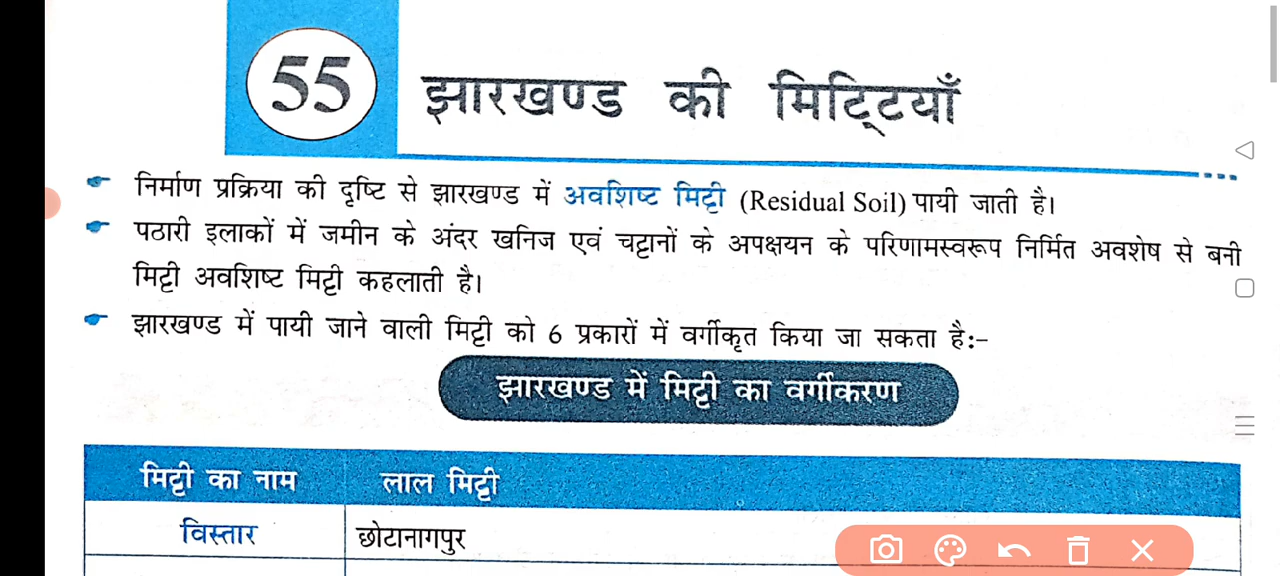 55
झारखण्ड की मिट्टियाँ
निर्माण प्रक्रिया की दृष्टि से झारखण्ड में अवशिष्ट मिट्टी (Residual Soil) पायी जाती है।
पठारी इलाकों में जमीन के अंदर खनिज एवं चट्टानों के अपक्षयन के परिणामस्वरूप निर्मित अवशेष से बनी
मिट्टी अवशिष्ट मिट्टी कहलाती है।
झारखण्ड में पायी जाने वाली मिट्टी को 6 प्रकारों में वर्गीकृत किया जा सकता है:–
झारखण्ड में मिट्टी का वर्गीकरण
मिट्टी का नाम लाल मिट्टी
विस्तार छोटानागपुर